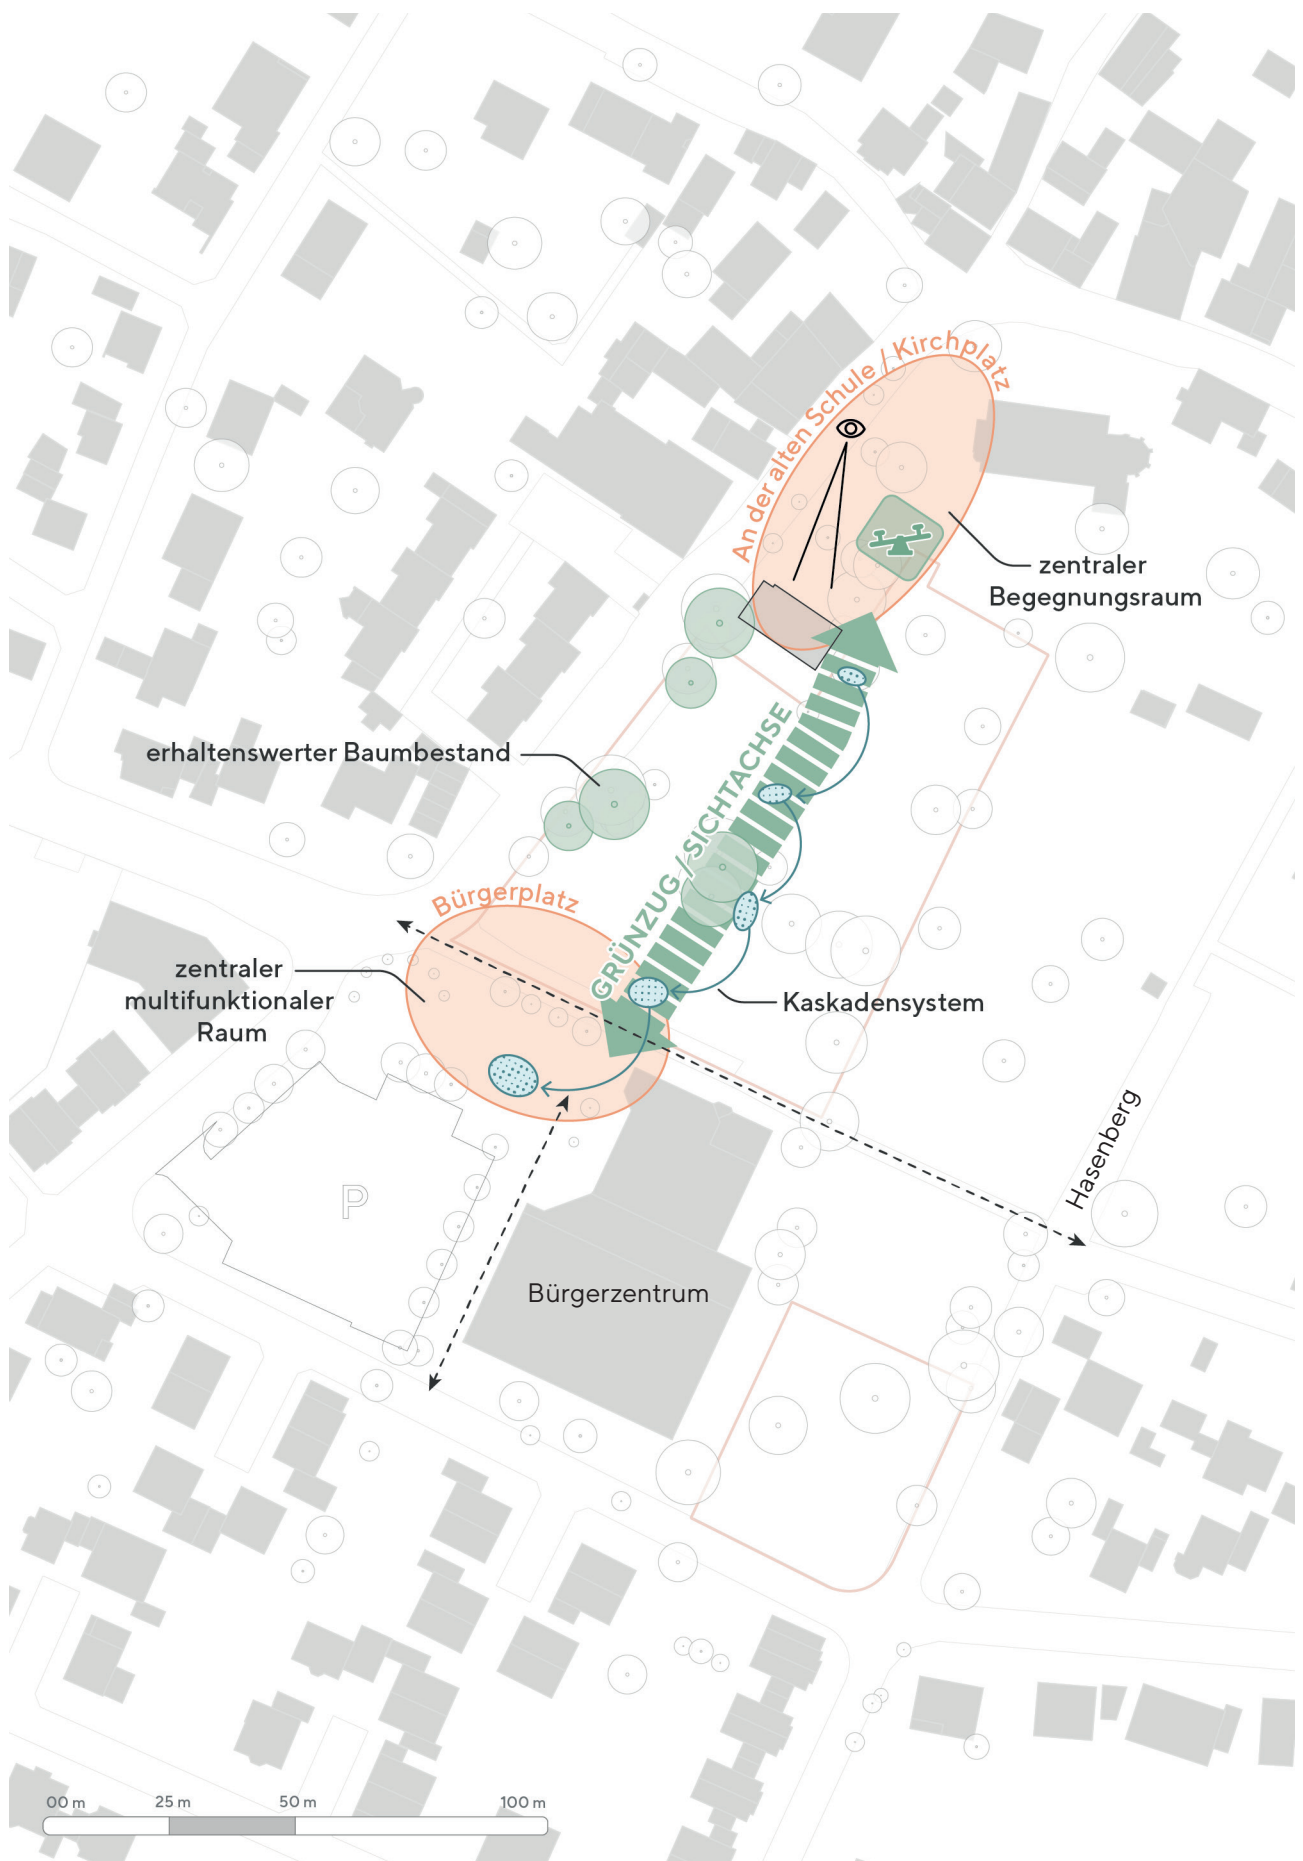 An der alten Schule / Kirchplatz
zentraler
Begegnungsraum
erhaltenswerter Baumbestand
GRÜNZUG / SICHTACHSE
Bürgerplatz
zentraler
multifunktionaler
Raum
Kaskadensystem
Hasenberg
P
Bürgerzentrum
00 m 25 m 50 m 100 m